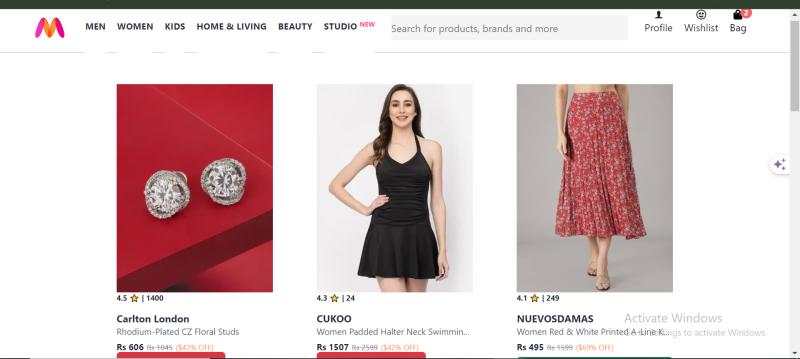 MEN WOMEN KIDS HOME & LIVING BEAUTY STUDIO NEW
Search for products, brands and more
Profile Wishlist Bag 2
4.5 ⭐ | 1400
Carlton London
Rhodium-Plated CZ Floral Studs
Rs 606 Rs 1045 (42% OFF)
4.3 ⭐ | 24
CUKOO
Women Padded Halter Neck Swimmin...
Rs 1507 Rs 2599 (42% OFF)
4.1 ⭐ | 249
NUEVOSDAMAS
Women Red & White Printed A-Line K...
Rs 495 Rs 1599 (69% OFF)
Activate Windows
to activate Windows.